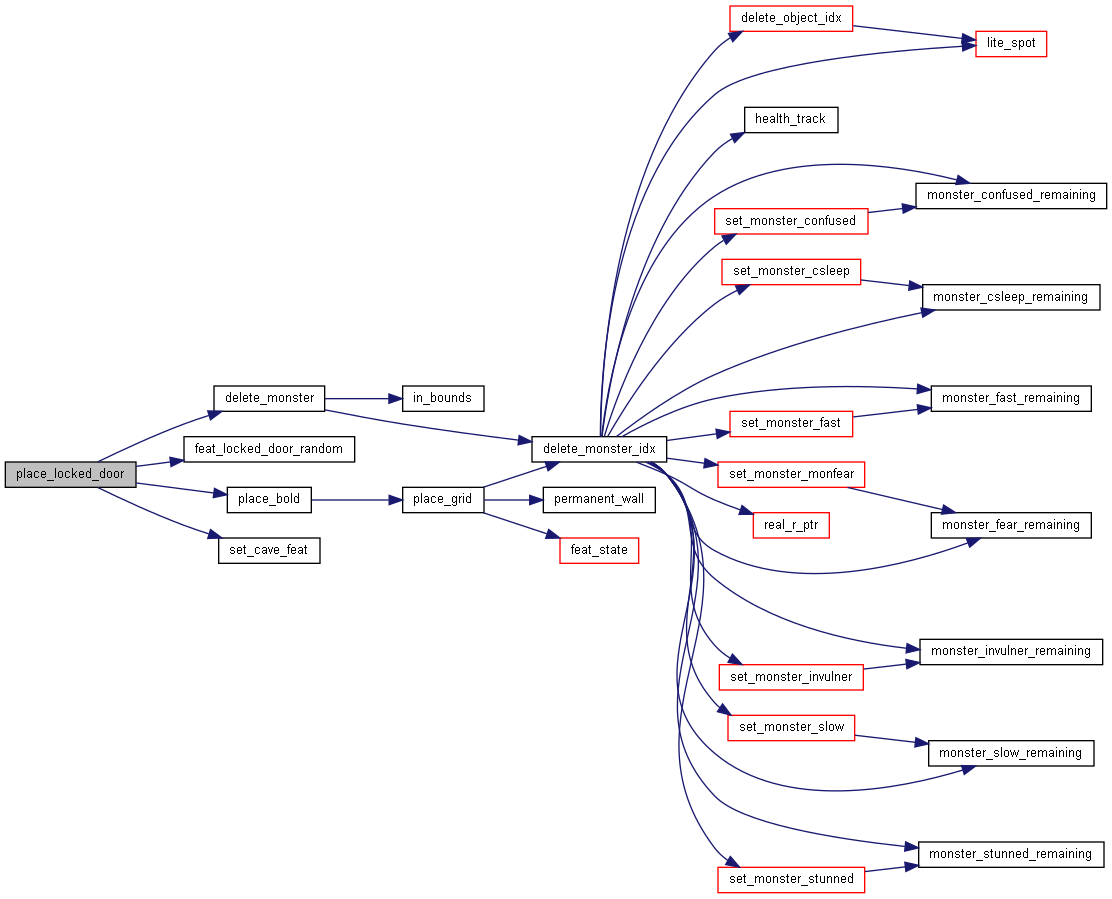 place_locked_door
delete_monster
feat_locked_door_random
place_bold
set_cave_feat
in_bounds
place_grid
delete_monster_idx
permanent_wall
feat_state
delete_object_idx
health_track
set_monster_confused
set_monster_csleep
set_monster_fast
set_monster_monfear
real_r_ptr
set_monster_invulner
set_monster_slow
set_monster_stunned
lite_spot
monster_confused_remaining
monster_csleep_remaining
monster_fast_remaining
monster_fear_remaining
monster_invulner_remaining
monster_slow_remaining
monster_stunned_remaining